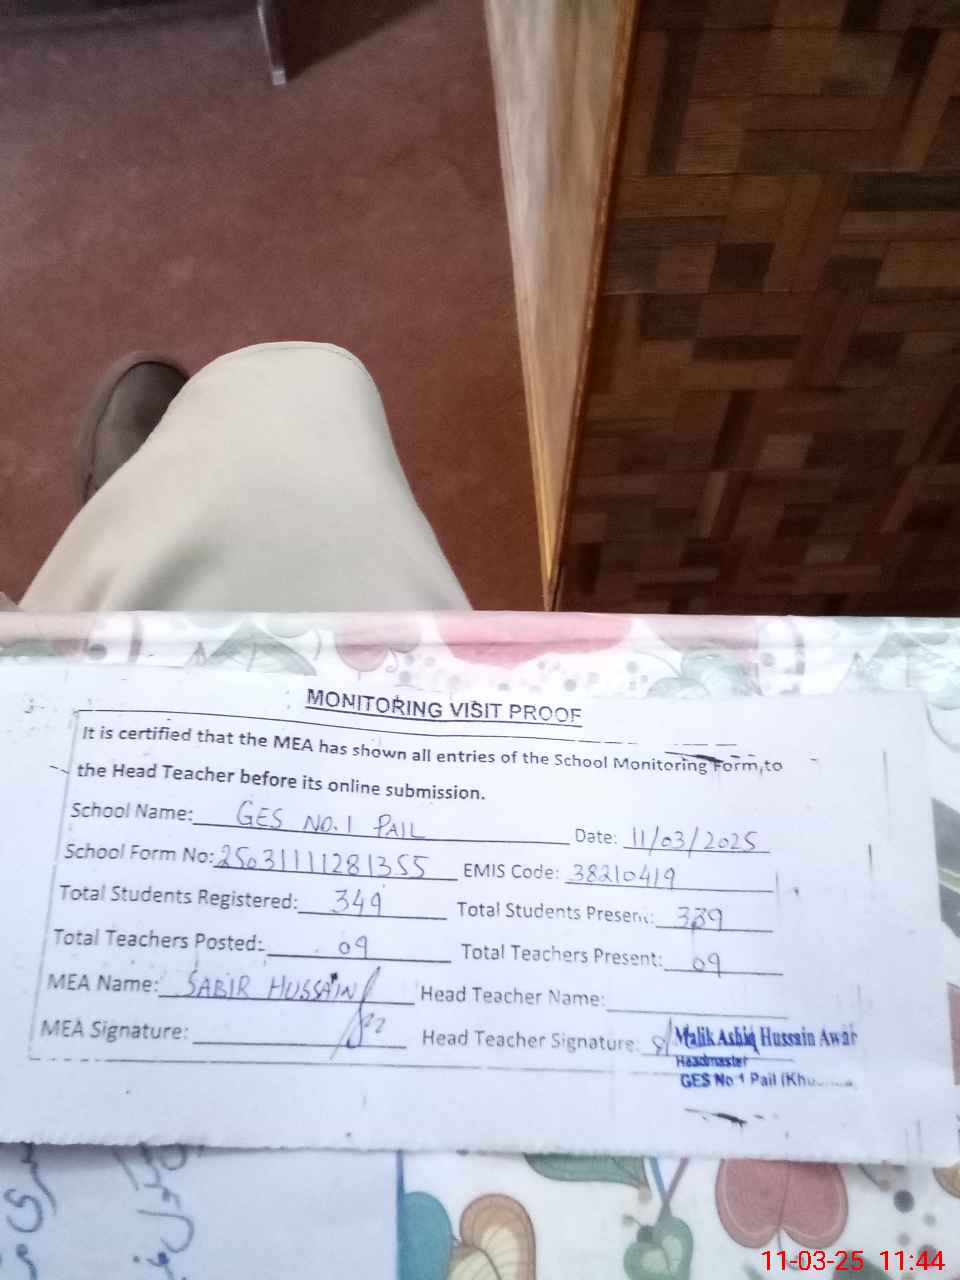 MONITORING VISIT PROOF
It is certified that the MEA has shown all entries of the School Monitoring Form, to
the Head Teacher before its online submission.
School Name: GES NO.1 PAIL Date: 11/03/2025
School Form No: 25031111281355 EMIS Code: 38210419
Total Students Registered: 349 Total Students Present: 339
Total Teachers Posted: 09 Total Teachers Present: 09
MEA Name: SABIR HUSSAIN Head Teacher Name:
MEA Signature: Head Teacher Signature:
Malik Ashiq Hussain Awan
Headmaster
GES No 1 Pail
11-03-25 11:44